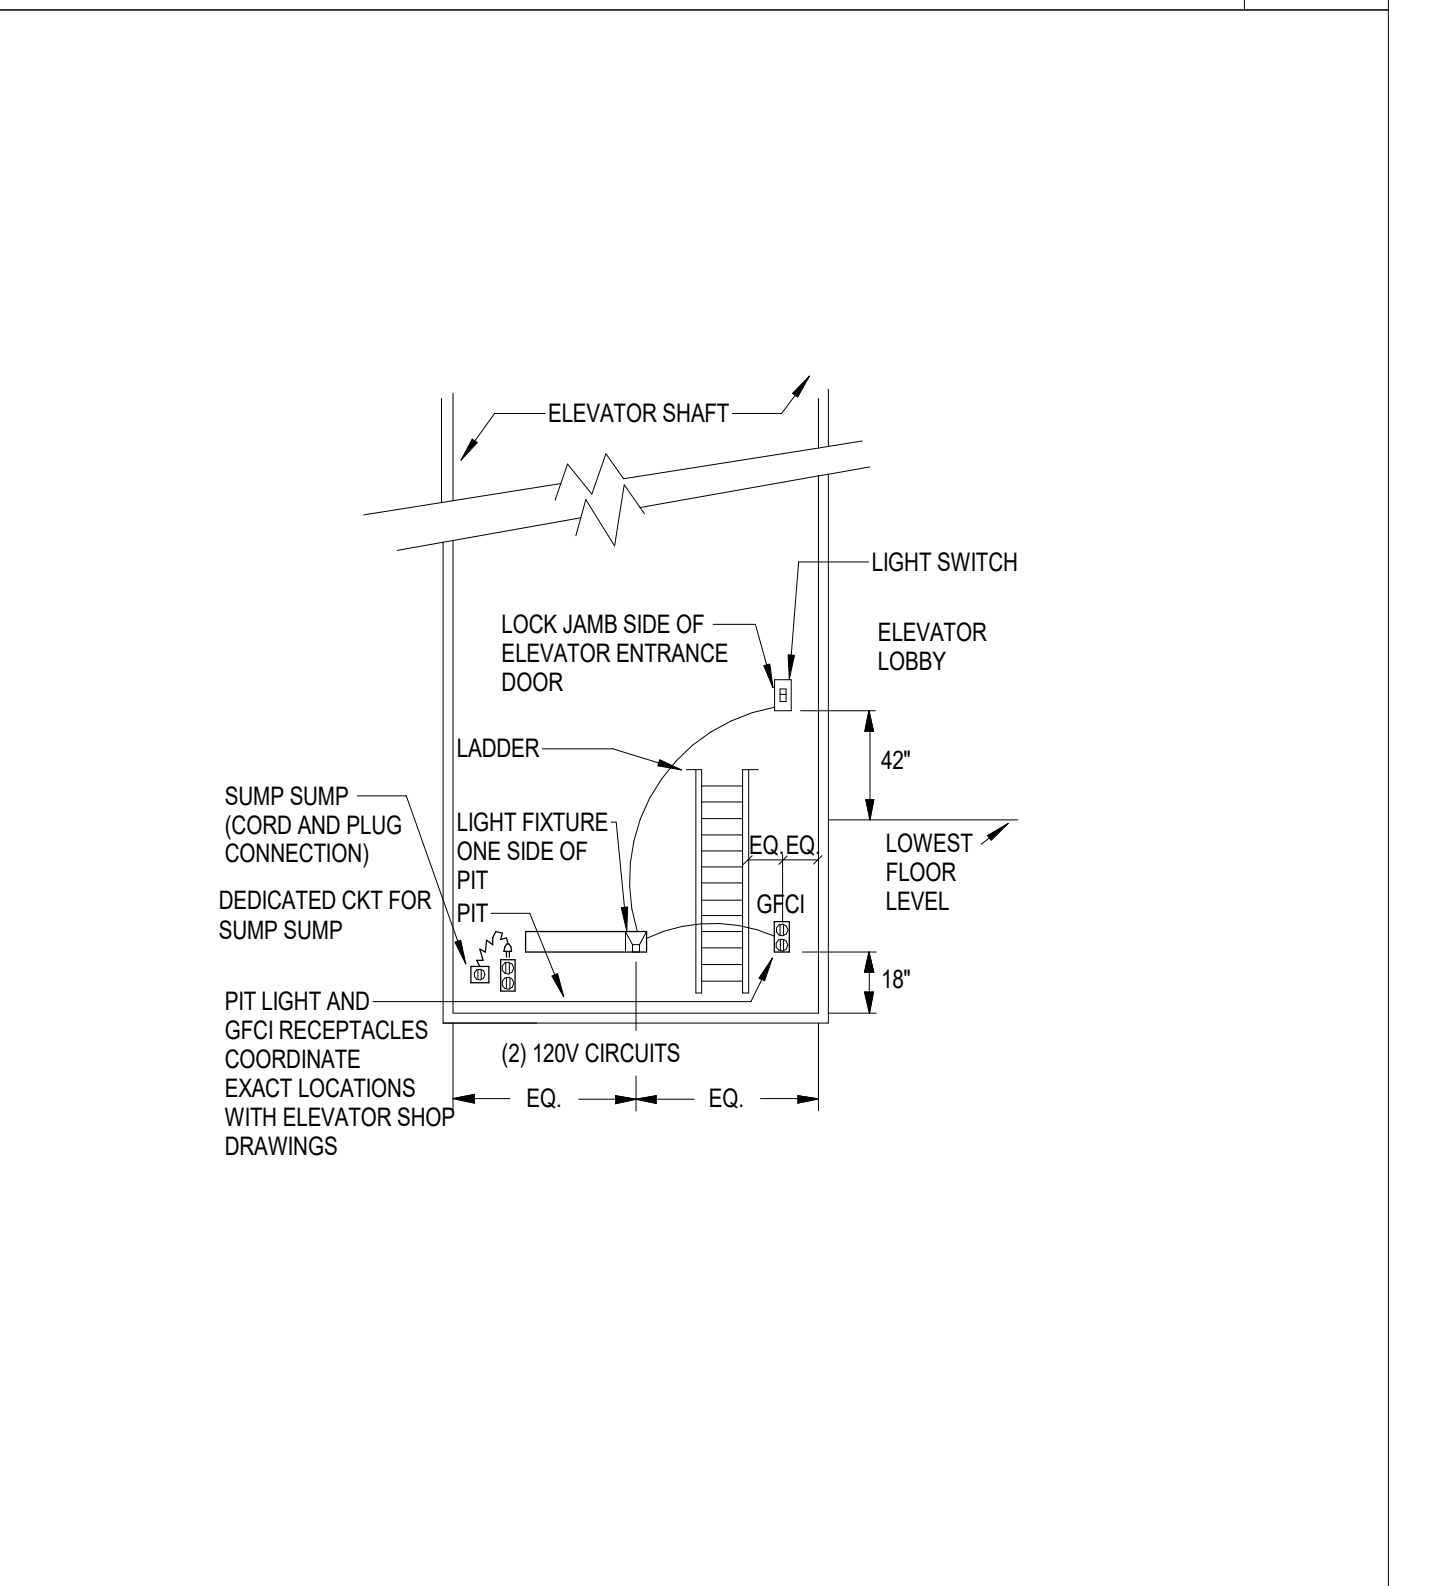 ELEVATOR SHAFT
LIGHT SWITCH
LOCK JAMB SIDE OF
ELEVATOR ENTRANCE
DOOR
ELEVATOR
LOBBY
LADDER
42"
SUMP SUMP
(CORD AND PLUG
CONNECTION)
LIGHT FIXTURE
ONE SIDE OF
PIT
EQ.
EQ.
LOWEST
FLOOR
LEVEL
DEDICATED CKT FOR
SUMP SUMP
PIT
GFCI
18"
PIT LIGHT AND
GFCI RECEPTACLES
COORDINATE
EXACT LOCATIONS
WITH ELEVATOR SHOP
DRAWINGS
(2) 120V CIRCUITS
EQ.
EQ.